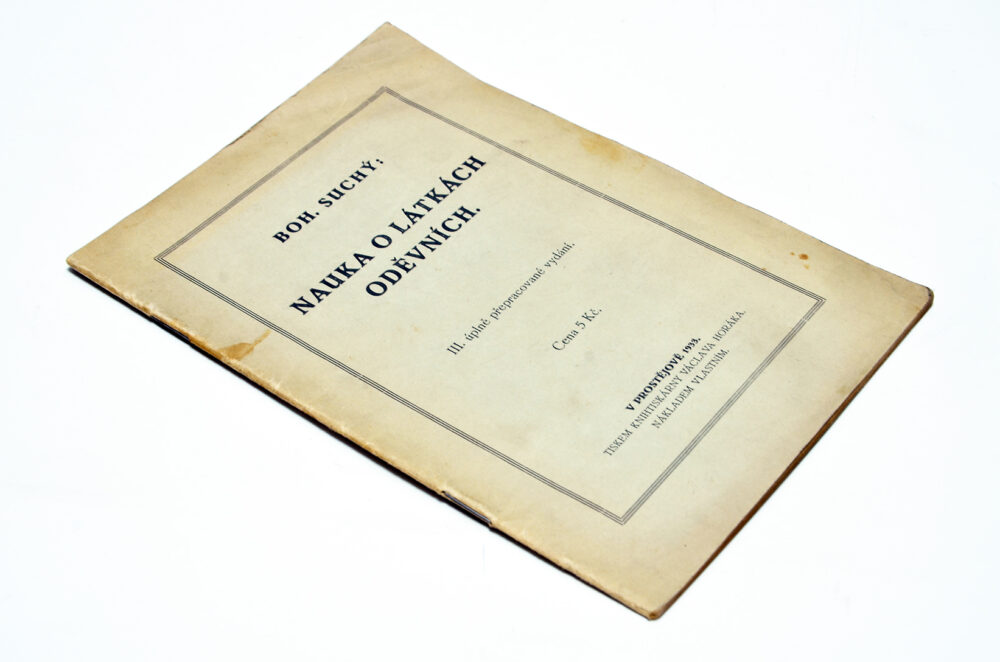 BOH. SUCHÝ:
NAUKA O LÁTKÁCH
ODĚVNÍCH.
III. úplně přepracované vydání.
Cena 5 Kč.
V PROSTĚJOVĚ 1933.
TISKEM KNIHTISKÁRNY VÁCLAVA HORÁKA.
NÁKLADEM VLASTNÍM.